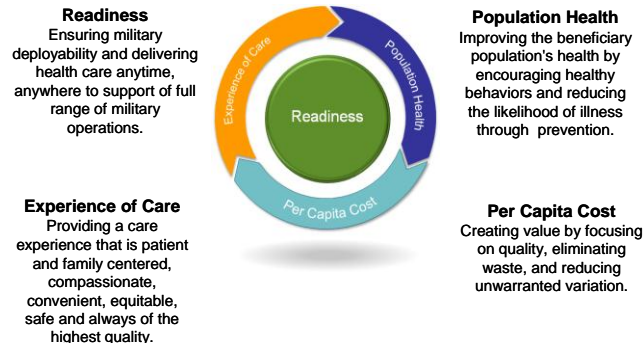 Readiness
Ensuring military
deployability and delivering
health care anytime,
anywhere to support of full
range of military
operations.
Experience of Care
Population Health
Readiness
Per Capita Cost
Population Health
Improving the beneficiary
population's health by
encouraging healthy
behaviors and reducing
the likelihood of illness
through prevention.
Experience of Care
Providing a care
experience that is patient
and family centered,
compassionate,
convenient, equitable,
safe and always of the
highest quality.
Per Capita Cost
Creating value by focusing
on quality, eliminating
waste, and reducing
unwarranted variation.